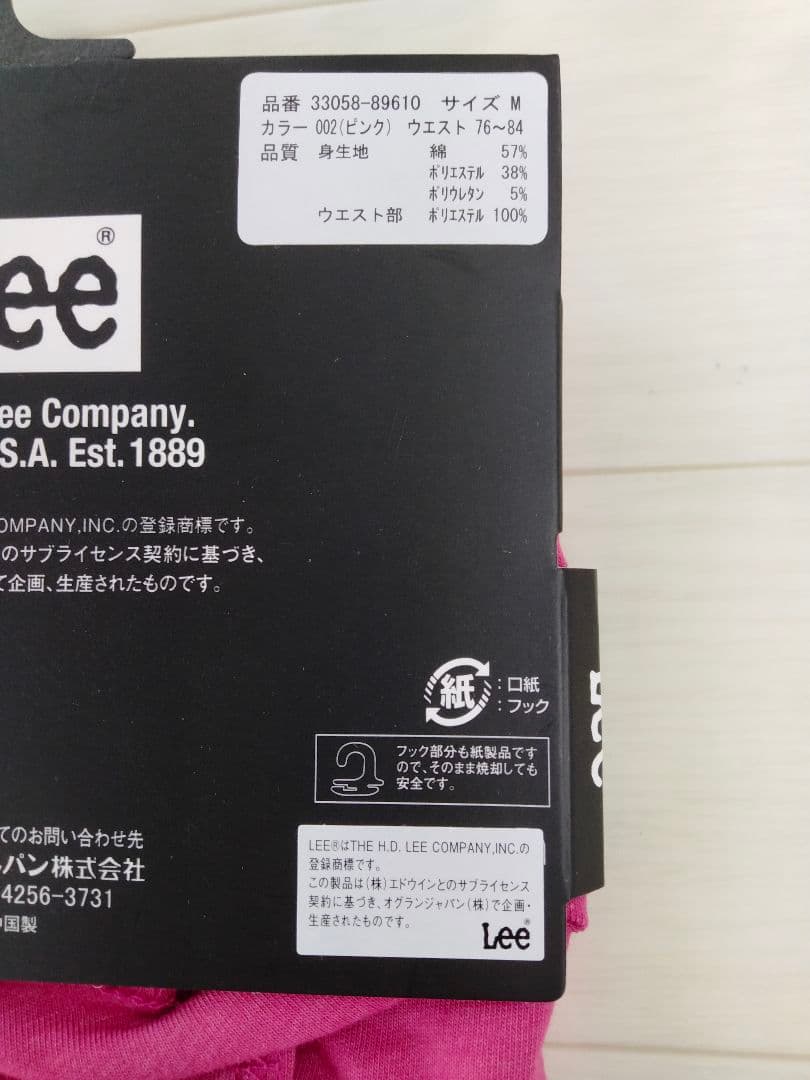 品番 33058-89610 サイズ M
カラー 002(ピンク) ウエスト 76〜84
品質 身生地 綿 57%
ポリエステル 38%
ポリウレタン 5%
ウエスト部 ポリエステル 100%
ee®
ee Company.
S.A. Est.1889
OMPANY,INC.の登録商標です。
のサブライセンス契約に基づき、
て企画、生産されたものです。
紙 :口紙
:フック
フック部分も紙製品です
ので、そのまま焼却しても
安全です。
てのお問い合わせ先
パン株式会社
4256-3731
中国製
LEE®はTHE H.D. LEE COMPANY,INC.の
登録商標です。
この製品は(株)エドウインとのサブライセンス
契約に基づき、オグランジャパン(株)で企画・
生産されたものです。
Lee®
Lee